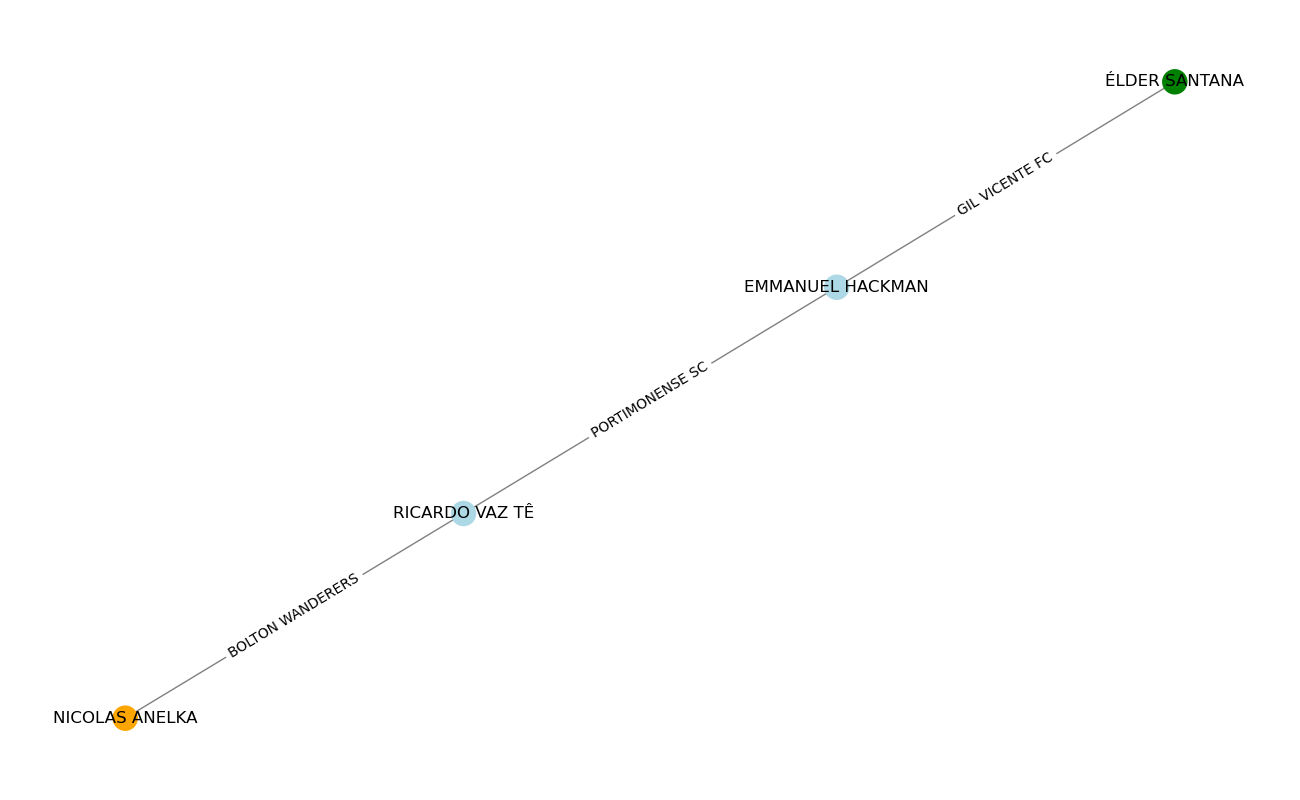 ÉLDER SANTANA
GIL VICENTE FC
EMMANUEL HACKMAN
PORTIMONENSE SC
RICARDO VAZ TÊ
BOLTON WANDERERS
NICOLAS ANELKA